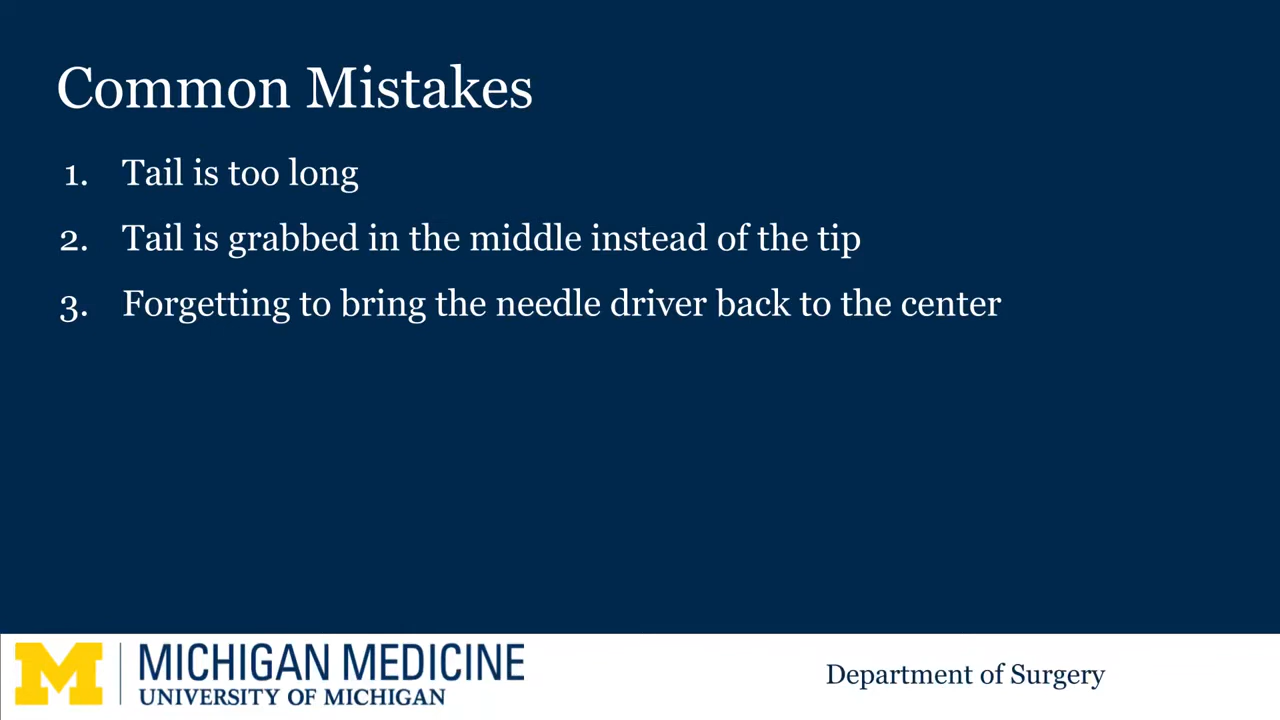 Common Mistakes
1. Tail is too long
2. Tail is grabbed in the middle instead of the tip
3. Forgetting to bring the needle driver back to the center
M
MICHIGAN MEDICINE
UNIVERSITY OF MICHIGAN
Department of Surgery